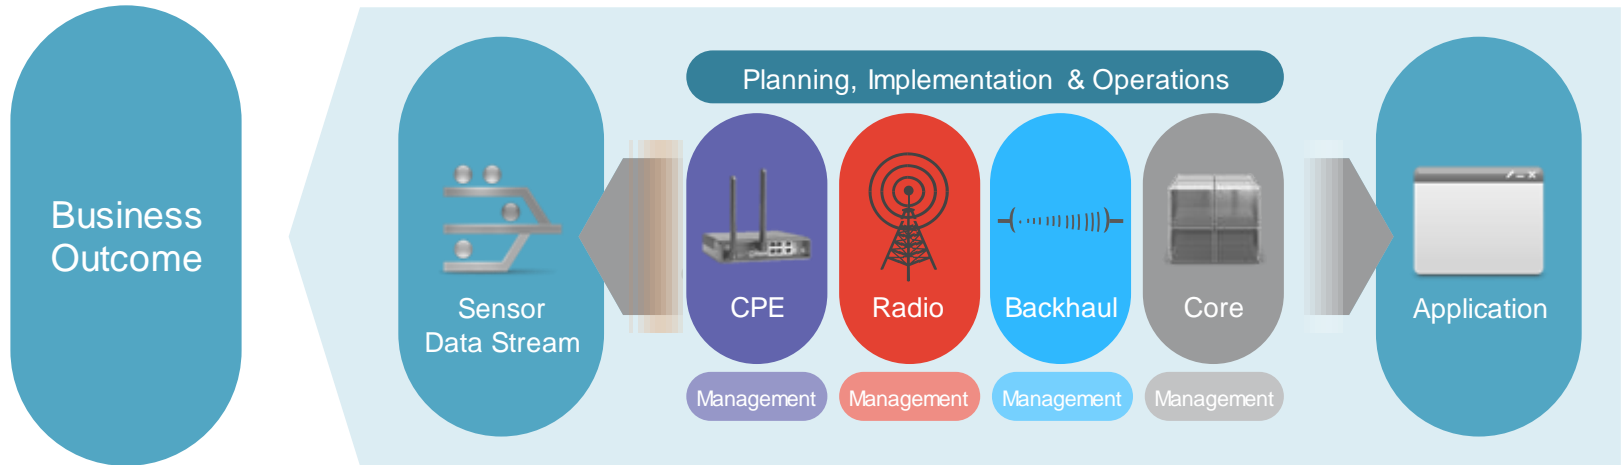 Business
Outcome
Sensor
Data Stream
Planning, Implementation & Operations
CPE
Radio
Backhaul
Core
Management
Management
Management
Management
Application